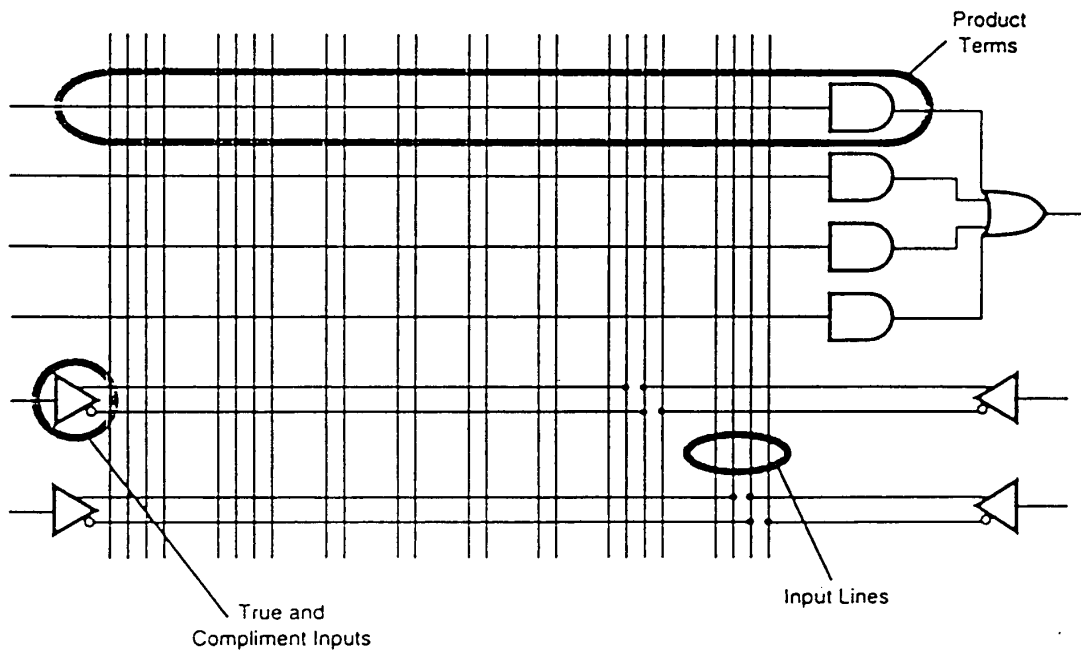 Product
Terms
Input Lines
True and
Compliment Inputs